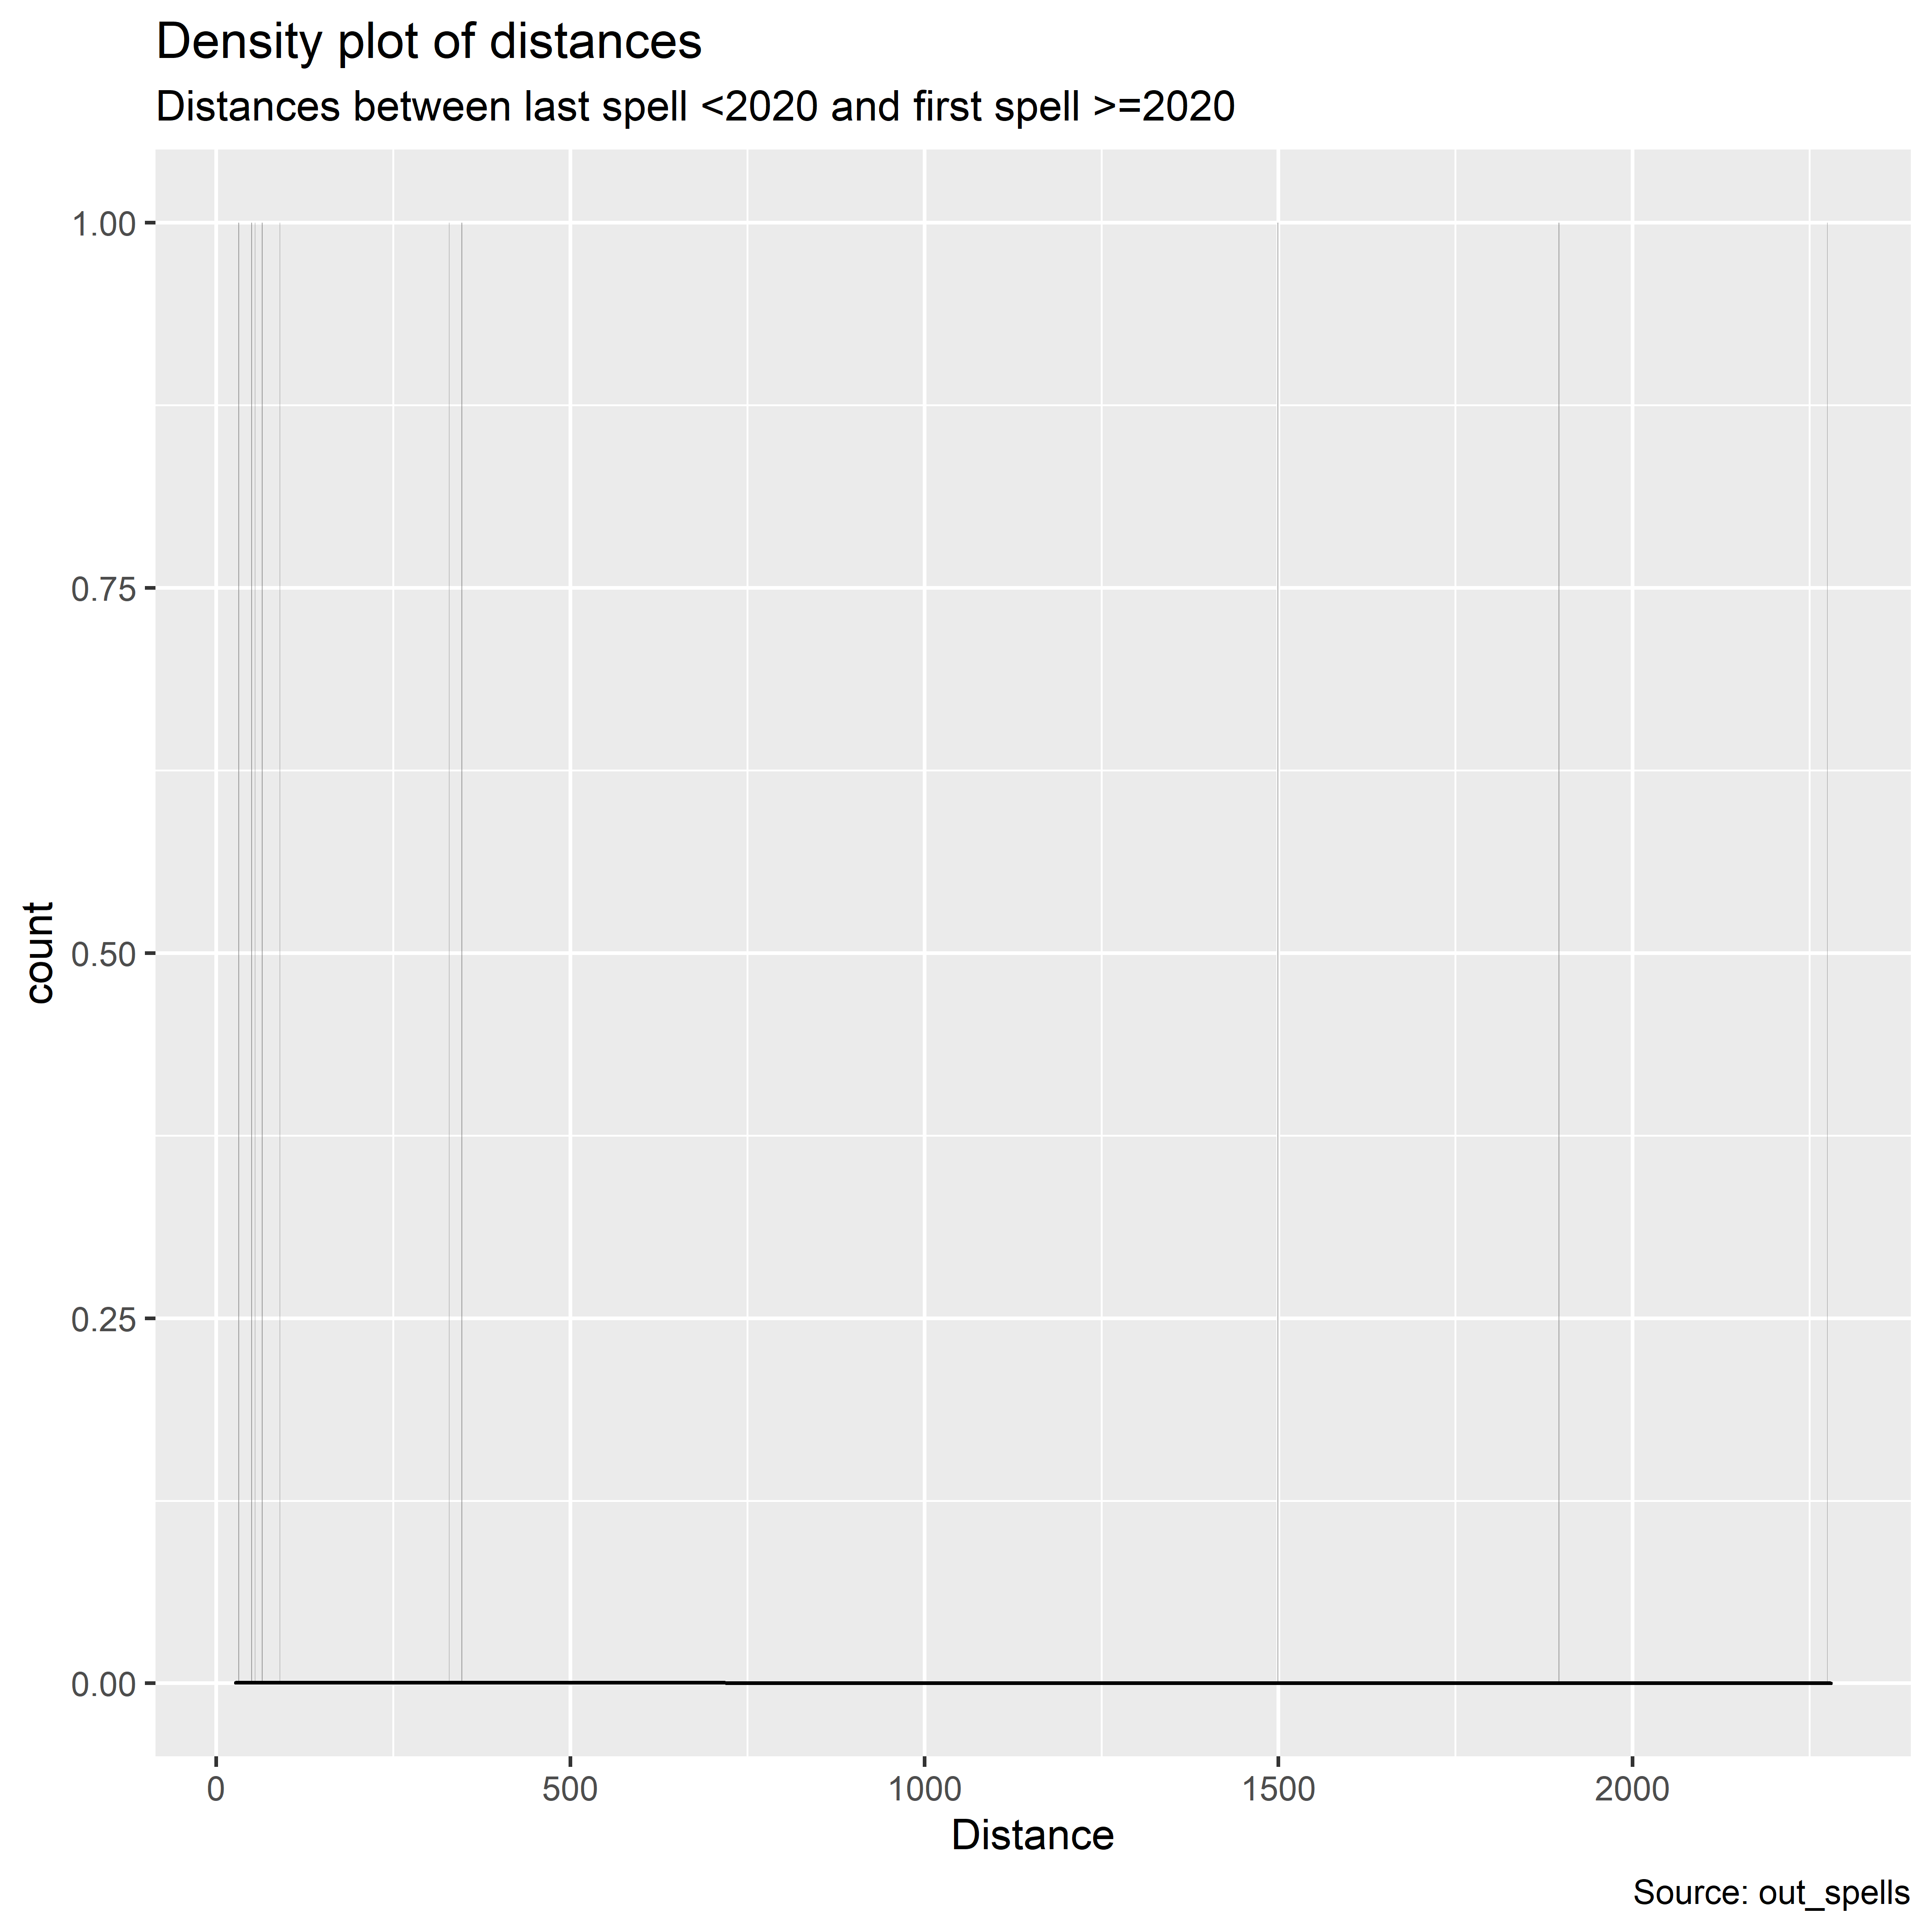 Density plot of distances
Distances between last spell <2020 and first spell >=2020
1.00
0.75
0.50
0.25
0.00
count
0 500 1000 1500 2000
Distance
Source: out_spells